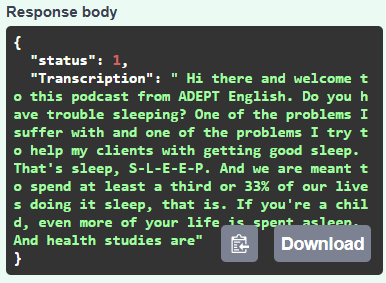 Response body
{
  "status": 1,
  "Transcription": " Hi there and welcome t
o this podcast from ADEPT English. Do you h
ave trouble sleeping? One of the problems I
suffer with and one of the problems I try t
o help my clients with getting good sleep.
That's sleep, S-L-E-E-P. And we are meant t
o spend at least a third or 33% of our live
s doing it sleep, that is. If you're a chil
d, even more of your life is spent asleep.
And health studies are"
}
Download